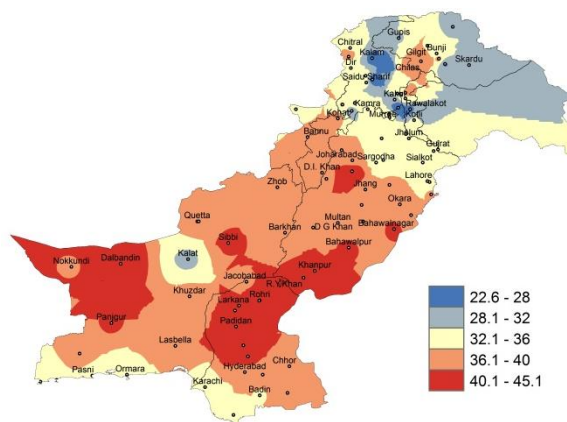 Gupis
Chitral
Kalam
Bunji
Gilgit
Skardu
Dir
Chilas
Saidu Sharif
Kakul
Kamra
Rawalakot
Kohat
Kotli
Bannu
Jhalum
Gujrat
Joharabad
Sargodha
Sialkot
D.I. Khan
Lahore
Zhob
Jhang
Okara
Quetta
Multan
Barkhan
D G Khan
Bahawalnagar
Sibbi
Bahawalpur
Kalat
Nokkundi
Dalbandin
Khanpur
Jacobabad
R.Y.Khan
Khuzdar
Larkana
Rohri
Panjgur
Padidan
Lasbella
Hyderabad
Chhor
Pasni
Ormara
Karachi
Badin
22.6 - 28
28.1 - 32
32.1 - 36
36.1 - 40
40.1 - 45.1